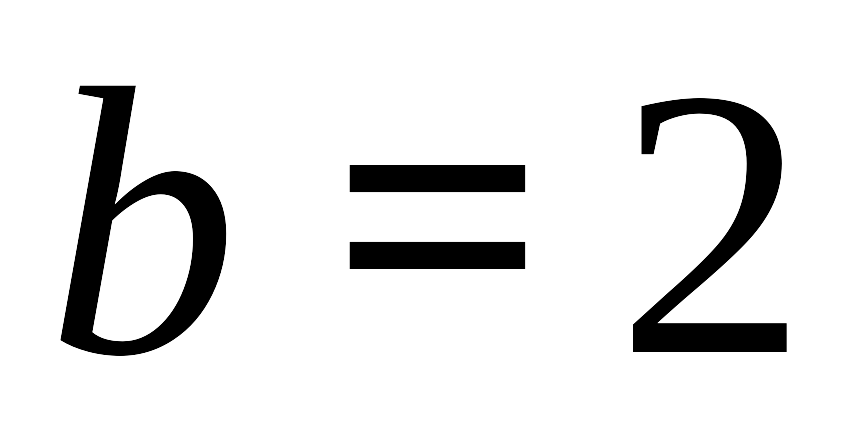 b = 2